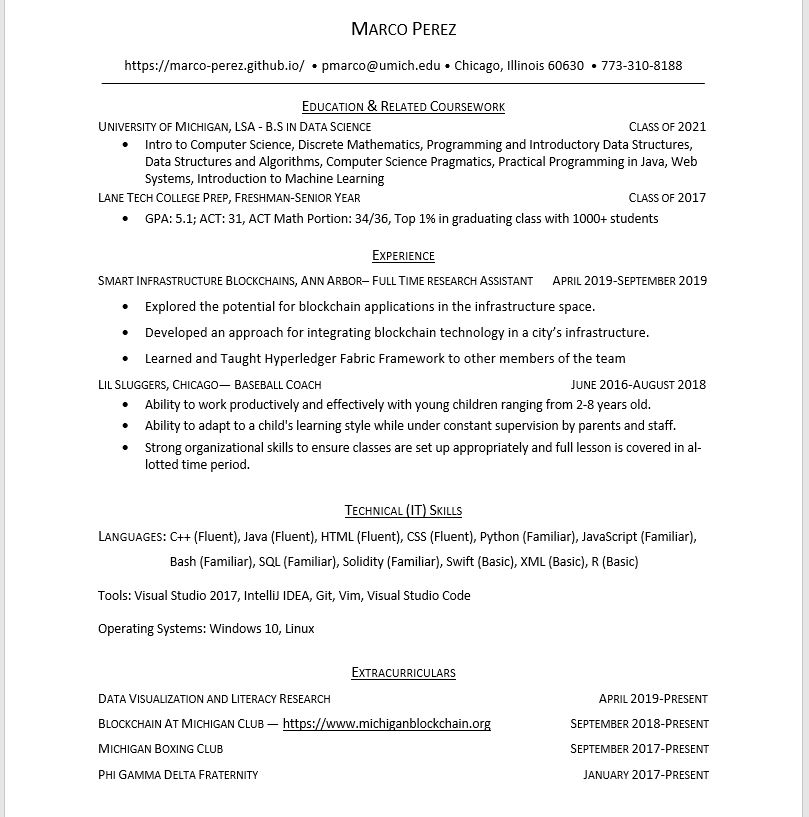 MARCO PEREZ
https://marco-perez.github.io/ • pmarco@umich.edu • Chicago, Illinois 60630 • 773-310-8188
EDUCATION & RELATED COURSEWORK
UNIVERSITY OF MICHIGAN, LSA - B.S IN DATA SCIENCE CLASS OF 2021
• Intro to Computer Science, Discrete Mathematics, Programming and Introductory Data Structures,
Data Structures and Algorithms, Computer Science Pragmatics, Practical Programming in Java, Web
Systems, Introduction to Machine Learning
LANE TECH COLLEGE PREP, FRESHMAN-SENIOR YEAR CLASS OF 2017
• GPA: 5.1; ACT: 31, ACT Math Portion: 34/36, Top 1% in graduating class with 1000+ students
EXPERIENCE
SMART INFRASTRUCTURE BLOCKCHAINS, ANN ARBOR– FULL TIME RESEARCH ASSISTANT APRIL 2019-SEPTEMBER 2019
• Explored the potential for blockchain applications in the infrastructure space.
• Developed an approach for integrating blockchain technology in a city’s infrastructure.
• Learned and Taught Hyperledger Fabric Framework to other members of the team
LIL SLUGGERS, CHICAGO— BASEBALL COACH JUNE 2016-AUGUST 2018
• Ability to work productively and effectively with young children ranging from 2-8 years old.
• Ability to adapt to a child's learning style while under constant supervision by parents and staff.
• Strong organizational skills to ensure classes are set up appropriately and full lesson is covered in al-
lotted time period.
TECHNICAL (IT) SKILLS
LANGUAGES: C++ (Fluent), Java (Fluent), HTML (Fluent), CSS (Fluent), Python (Familiar), JavaScript (Familiar),
Bash (Familiar), SQL (Familiar), Solidity (Familiar), Swift (Basic), XML (Basic), R (Basic)
Tools: Visual Studio 2017, IntelliJ IDEA, Git, Vim, Visual Studio Code
Operating Systems: Windows 10, Linux
EXTRACURRICULARS
DATA VISUALIZATION AND LITERACY RESEARCH APRIL 2019-PRESENT
BLOCKCHAIN AT MICHIGAN CLUB — https://www.michiganblockchain.org SEPTEMBER 2018-PRESENT
MICHIGAN BOXING CLUB SEPTEMBER 2017-PRESENT
PHI GAMMA DELTA FRATERNITY JANUARY 2017-PRESENT